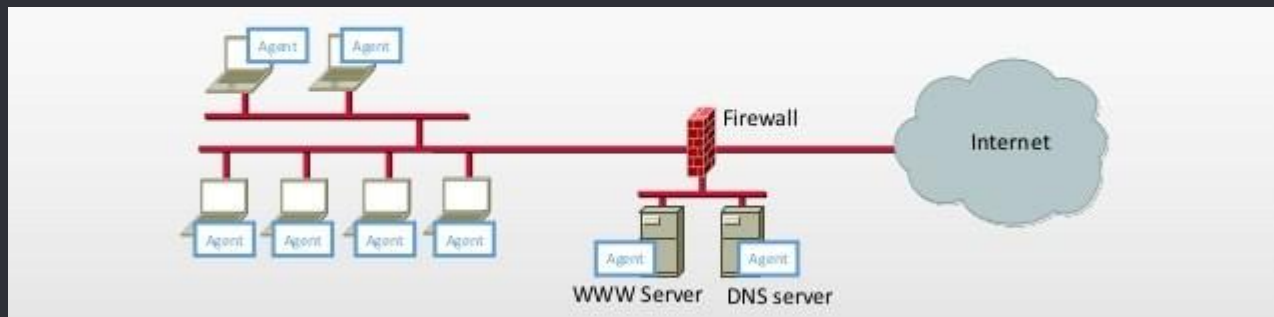 Agent
Agent
Firewall
Internet
Agent
Agent
Agent
Agent
Agent
Agent
WWW Server
DNS server